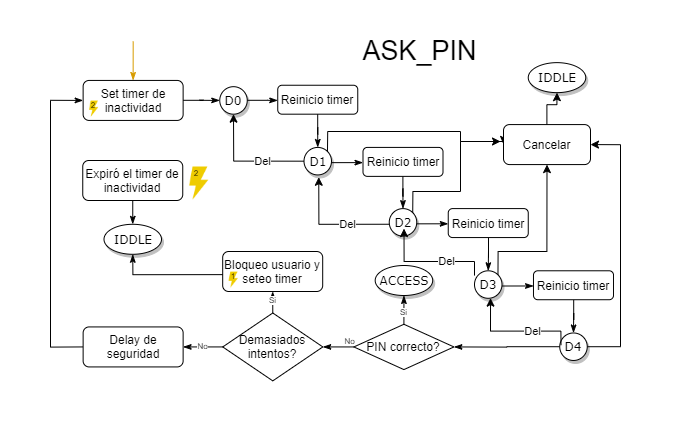 ASK_PIN
IDDLE
Set timer de
inactividad
2
D0
Reinicio timer
Cancelar
Del
D1
Reinicio timer
Expiró el timer de
inactividad
2
Del
D2
Reinicio timer
IDDLE
Del
Bloqueo usuario y
seteo timer
1
ACCESS
D3
Reinicio timer
Si
Si
Del
Delay de
seguridad
No
Demasiados
intentos?
No
PIN correcto?
D4